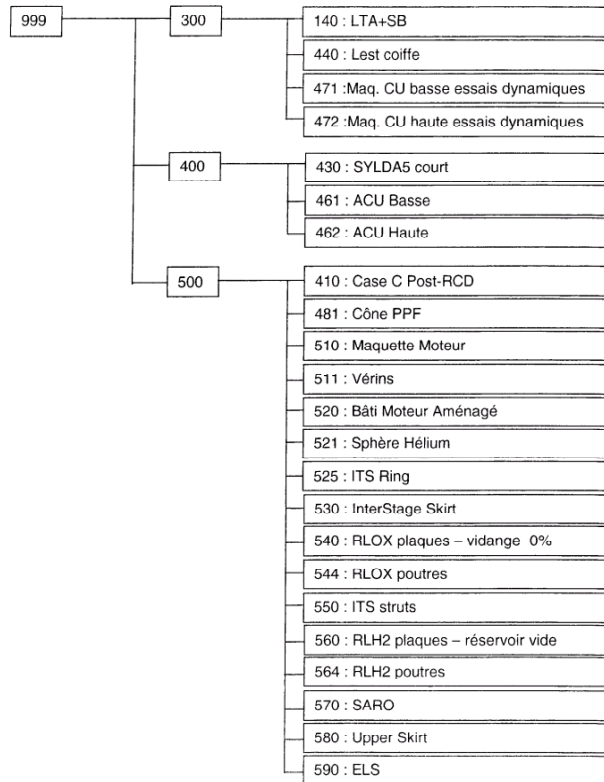 999
300
140 : LTA+SB
440 : Lest coiffe
471 :Maq. CU basse essais dynamiques
472 : Maq. CU haute essais dynamiques
400
430 : SYLDA5 court
461 : ACU Basse
462 : ACU Haute
500
410 : Case C Post-RCD
481 : Cône PPF
510 : Maquette Moteur
511 : Vérins
520 : Bâti Moteur Aménagé
521 : Sphère Hélium
525 : ITS Ring
530 : InterStage Skirt
540 : RLOX plaques – vidange 0%
544 : RLOX poutres
550 : ITS struts
560 : RLH2 plaques – réservoir vide
564 : RLH2 poutres
570 : SARO
580 : Upper Skirt
590 : ELS